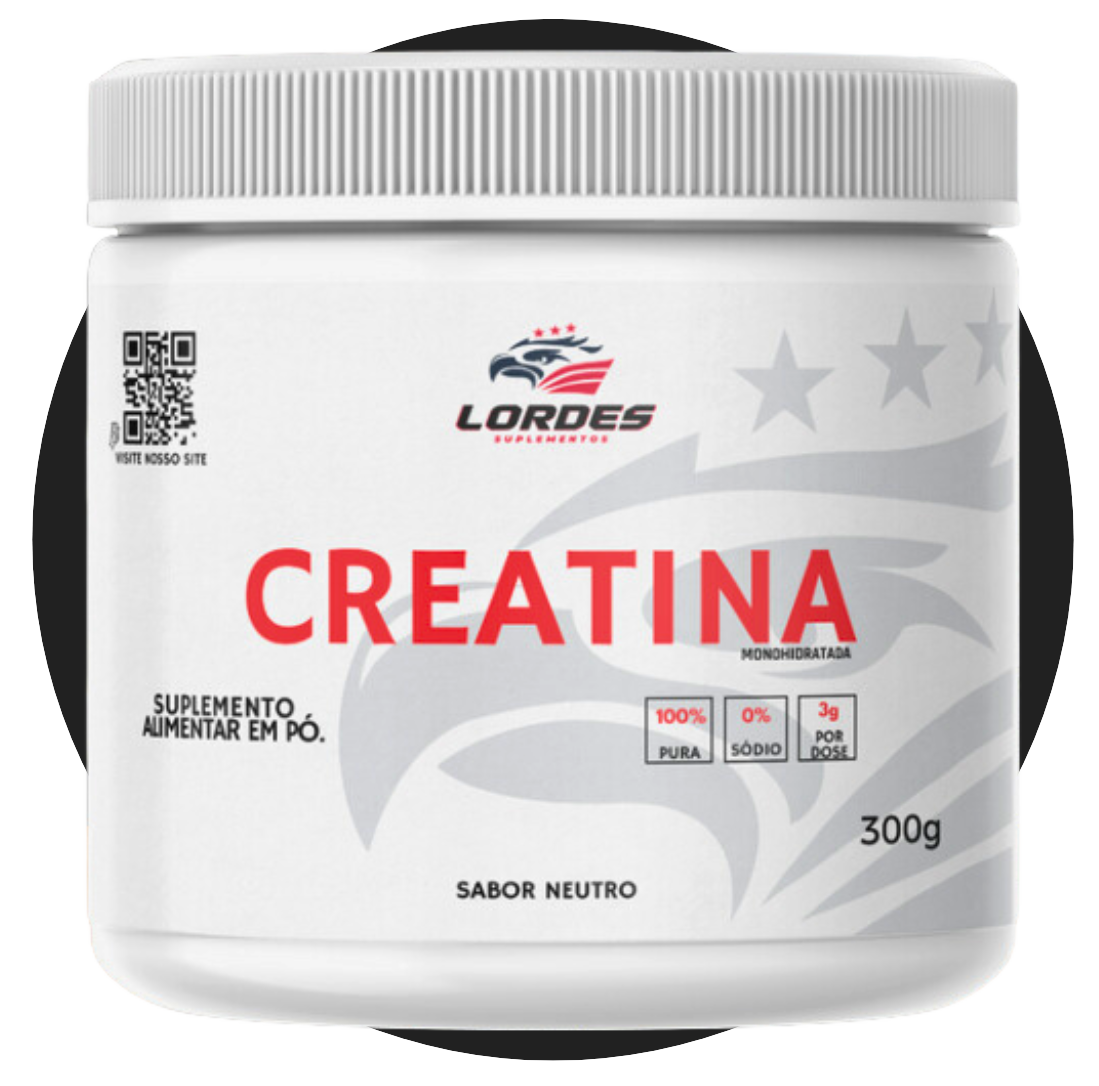 LORDES
SUPLEMENTOS
VISITE NOSSO SITE
CREATINA
MONOHIDRATADA
SUPLEMENTO
ALIMENTAR EM PÓ.
100%
PURA
0%
SÓDIO
3g
POR
DOSE
300g
SABOR NEUTRO